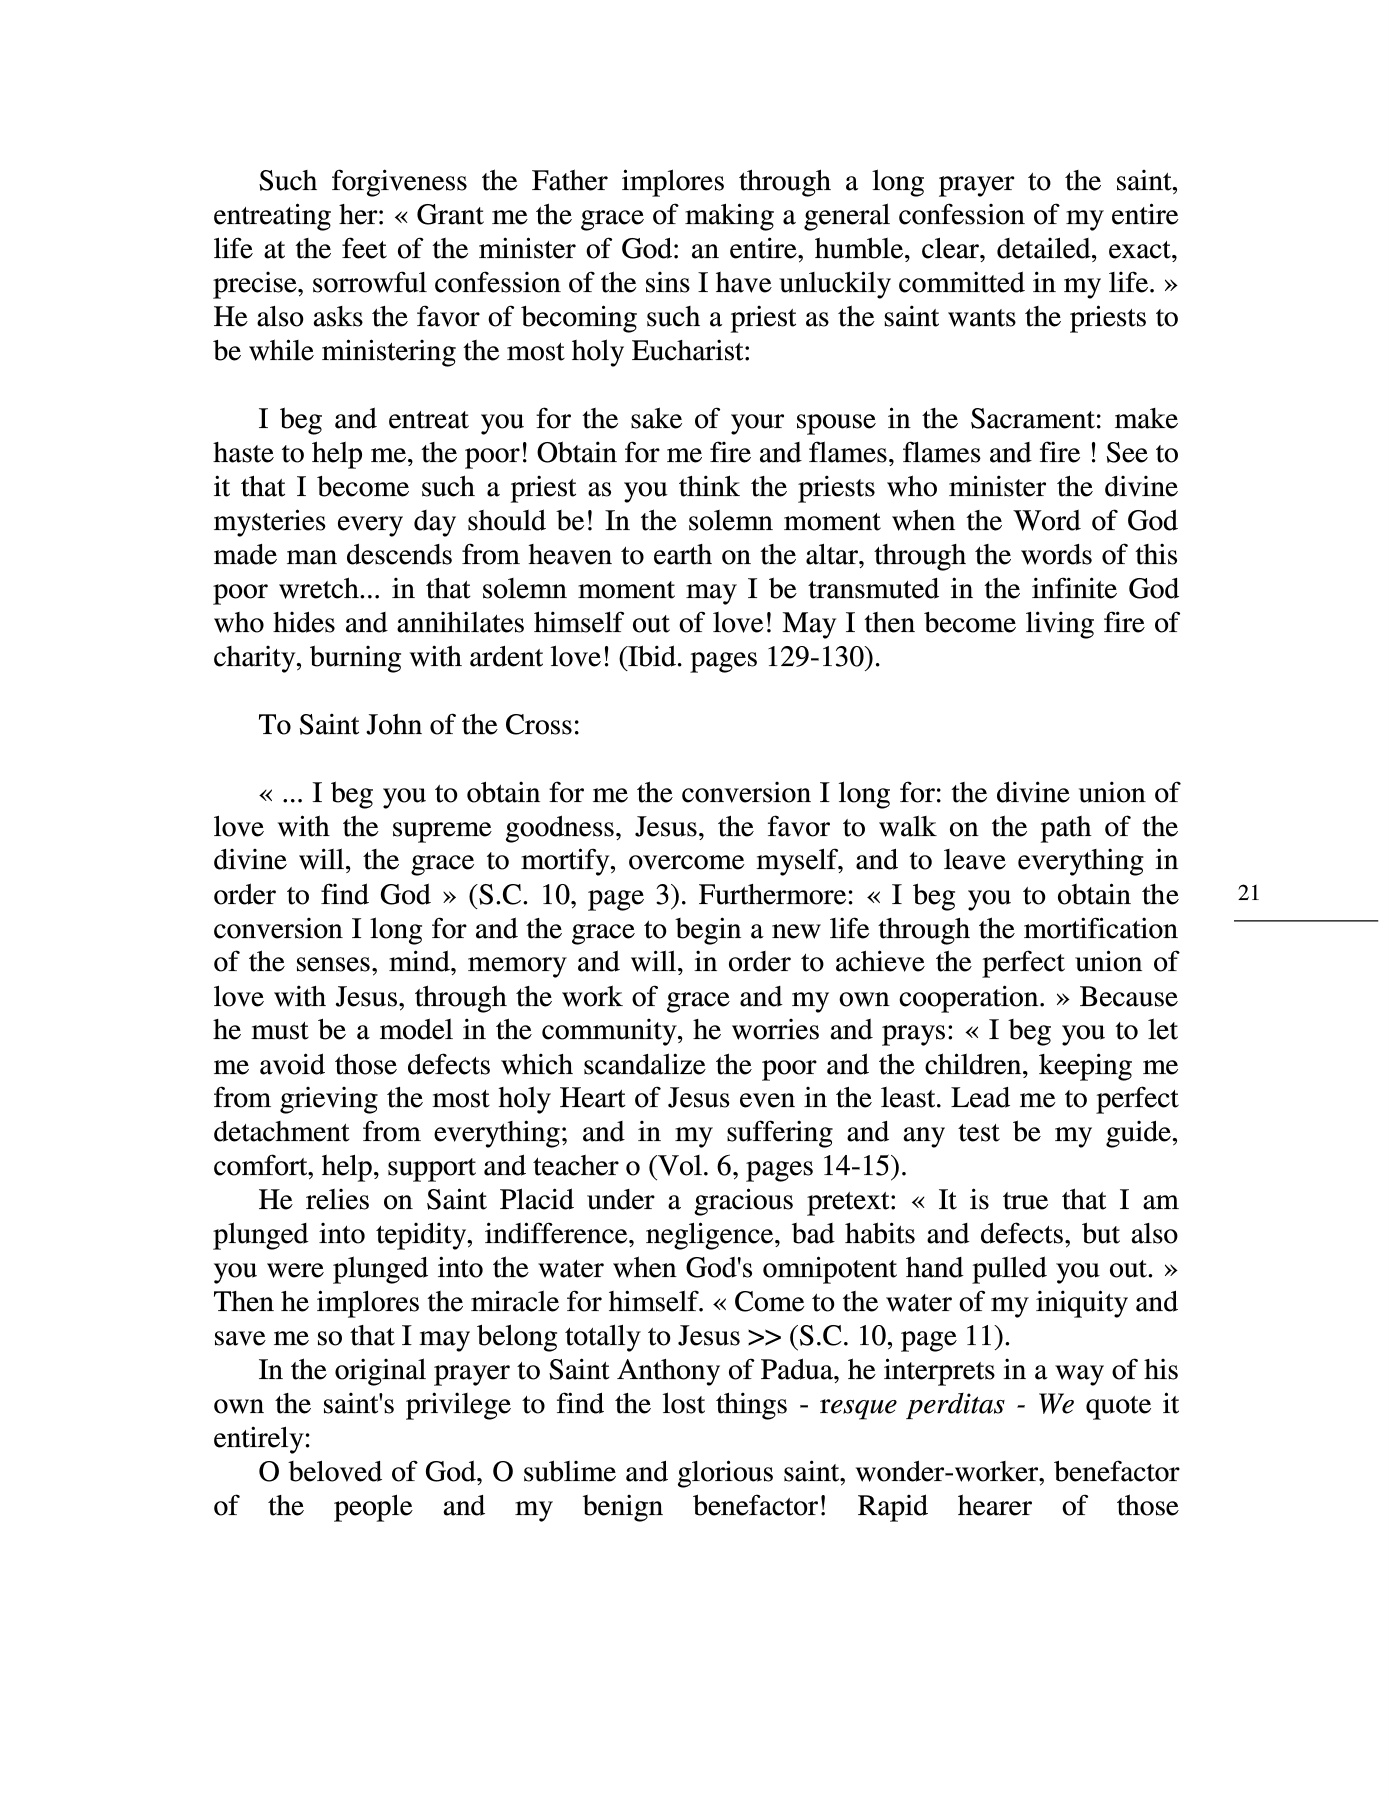 Such forgiveness the Father implores through a long prayer to the saint,
entreating her: « Grant me the grace of making a general confession of my entire
life at the feet of the minister of God: an entire, humble, clear, detailed, exact,
precise, sorrowful confession of the sins I have unluckily committed in my life. »
He also asks the favor of becoming such a priest as the saint wants the priests to
be while ministering the most holy Eucharist:
I beg and entreat you for the sake of your spouse in the Sacrament: make
haste to help me, the poor! Obtain for me fire and flames, flames and fire ! See to
it that I become such a priest as you think the priests who minister the divine
mysteries every day should be! In the solemn moment when the Word of God
made man descends from heaven to earth on the altar, through the words of this
poor wretch... in that solemn moment may I be transmuted in the infinite God
who hides and annihilates himself out of love! May I then become living fire of
charity, burning with ardent love! (Ibid. pages 129-130).
To Saint John of the Cross:
« ... I beg you to obtain for me the conversion I long for: the divine union of
love with the supreme goodness, Jesus, the favor to walk on the path of the
divine will, the grace to mortify, overcome myself, and to leave everything in
order to find God » (S.C. 10, page 3). Furthermore: « I beg you to obtain the
conversion I long for and the grace to begin a new life through the mortification
of the senses, mind, memory and will, in order to achieve the perfect union of
love with Jesus, through the work of grace and my own cooperation. » Because
he must be a model in the community, he worries and prays: « I beg you to let
me avoid those defects which scandalize the poor and the children, keeping me
from grieving the most holy Heart of Jesus even in the least. Lead me to perfect
detachment from everything; and in my suffering and any test be my guide,
comfort, help, support and teacher o (Vol. 6, pages 14-15).
He relies on Saint Placid under a gracious pretext: « It is true that I am
plunged into tepidity, indifference, negligence, bad habits and defects, but also
you were plunged into the water when God's omnipotent hand pulled you out. »
Then he implores the miracle for himself. « Come to the water of my iniquity and
save me so that I may belong totally to Jesus >> (S.C. 10, page 11).
In the original prayer to Saint Anthony of Padua, he interprets in a way of his
own the saint's privilege to find the lost things - resque perditas - We quote it
entirely:
O beloved of God, O sublime and glorious saint, wonder-worker, benefactor
of the people and my benign benefactor! Rapid hearer of those
21